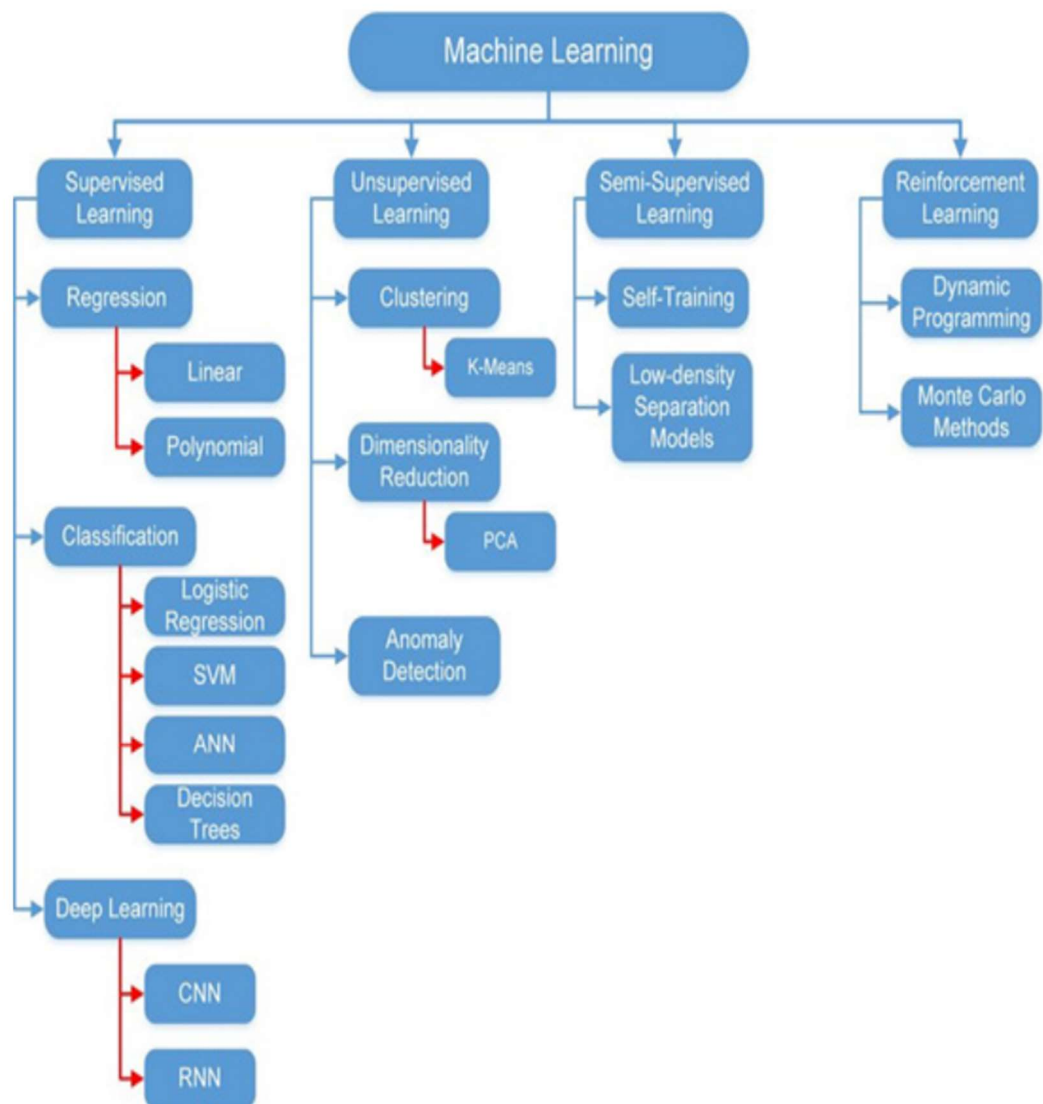 Machine Learning
Supervised
Learning
Regression
Linear
Polynomial
Classification
Logistic
Regression
SVM
ANN
Decision
Trees
Deep Learning
CNN
RNN
Unsupervised
Learning
Clustering
K-Means
Dimensionality
Reduction
PCA
Anomaly
Detection
Semi-Supervised
Learning
Self-Training
Low-density
Separation
Models
Reinforcement
Learning
Dynamic
Programming
Monte Carlo
Methods